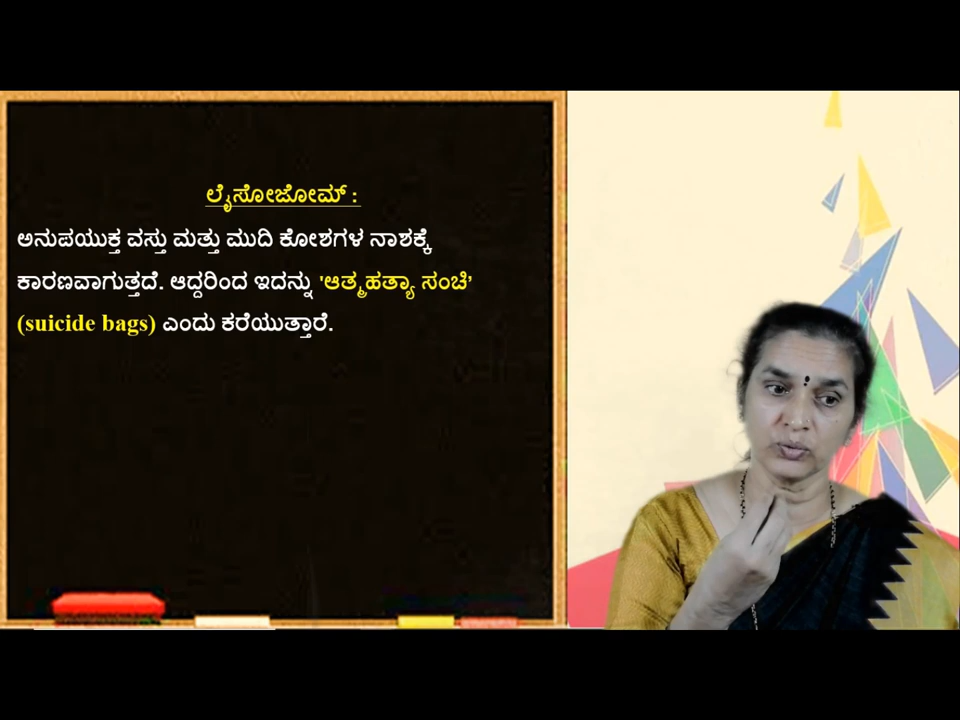 ಲೈಸೋಜೋಮ್ :
ಅನುಪಯುಕ್ತ ವಸ್ತು ಮತ್ತು ಮುದಿ ಕೋಶಗಳ ನಾಶಕ್ಕೆ
ಕಾರಣವಾಗುತ್ತದೆ. ಆದ್ದರಿಂದ ಇದನ್ನು 'ಆತ್ಮಹತ್ಯಾ ಸಂಚಿ'
(suicide bags) ಎಂದು ಕರೆಯುತ್ತಾರೆ.